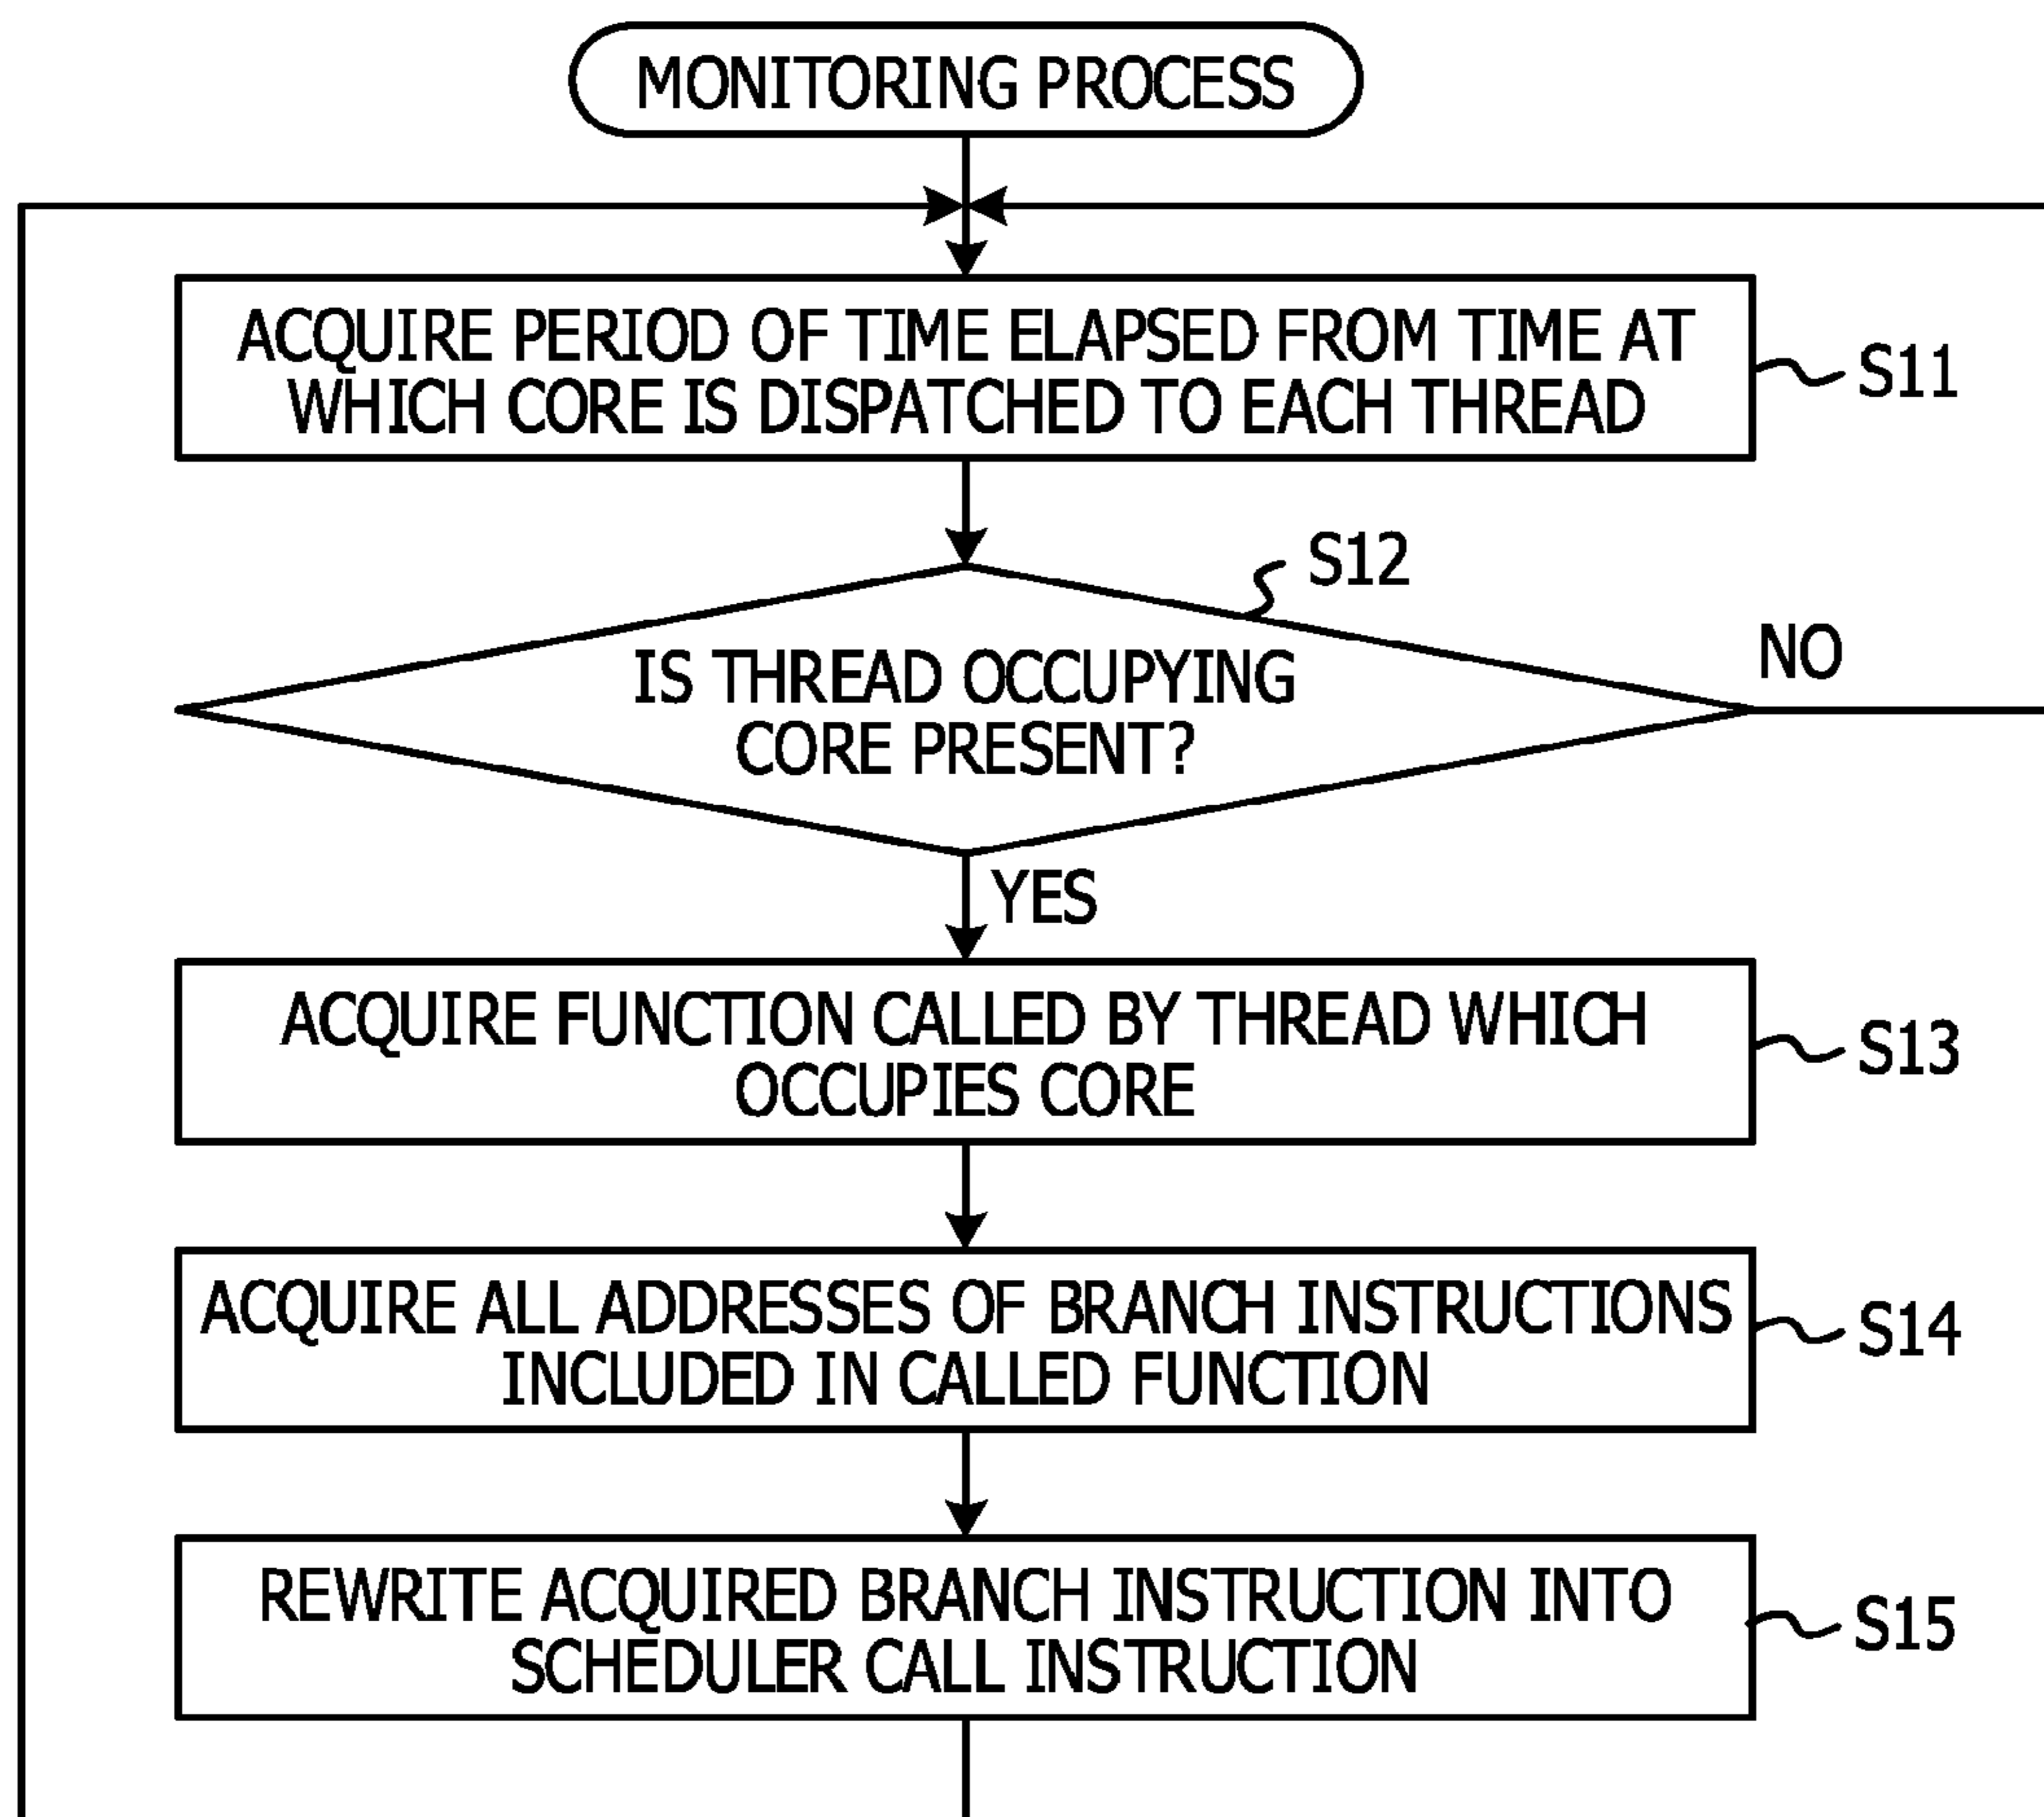 MONITORING PROCESS
ACQUIRE PERIOD OF TIME ELAPSED FROM TIME AT
WHICH CORE IS DISPATCHED TO EACH THREAD
S11
S12
IS THREAD OCCUPYING
CORE PRESENT?
NO
YES
ACQUIRE FUNCTION CALLED BY THREAD WHICH
OCCUPIES CORE
S13
ACQUIRE ALL ADDRESSES OF BRANCH INSTRUCTIONS
INCLUDED IN CALLED FUNCTION
S14
REWRITE ACQUIRED BRANCH INSTRUCTION INTO
SCHEDULER CALL INSTRUCTION
S15